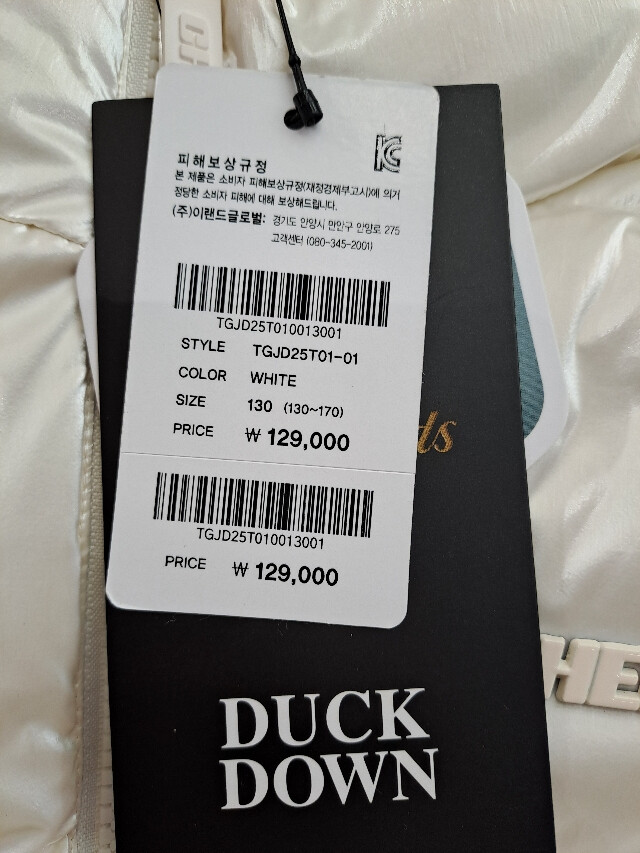 피해보상규정
본 제품은 소비자 피해보상규정(재정경제부고시)에 의거
정당한 소비자 피해에 대해 보상해드립니다.
(주)이랜드글로벌: 경기도 안양시 만안구 안양로 275
고객센터 (080-345-2001)
TGJD25T010013001
STYLE TGJD25T01-01
COLOR WHITE
SIZE 130 (130~170)
PRICE ₩ 129,000
TGJD25T010013001
PRICE ₩ 129,000
DUCK
DOWN